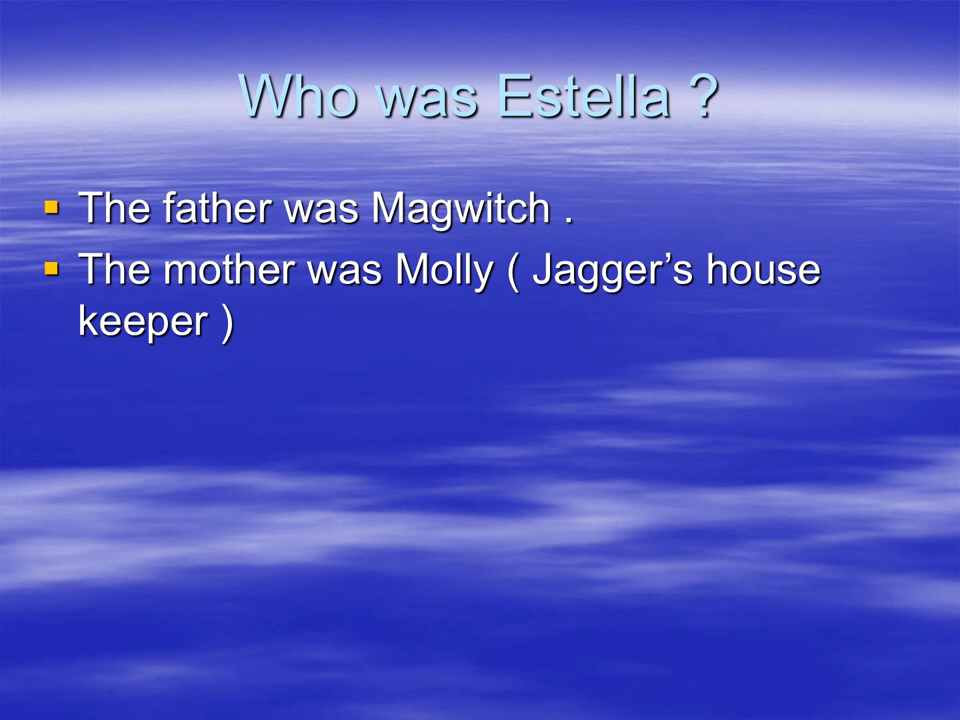 Who was Estella ?
▪ The father was Magwitch .
▪ The mother was Molly ( Jagger’s house
keeper )